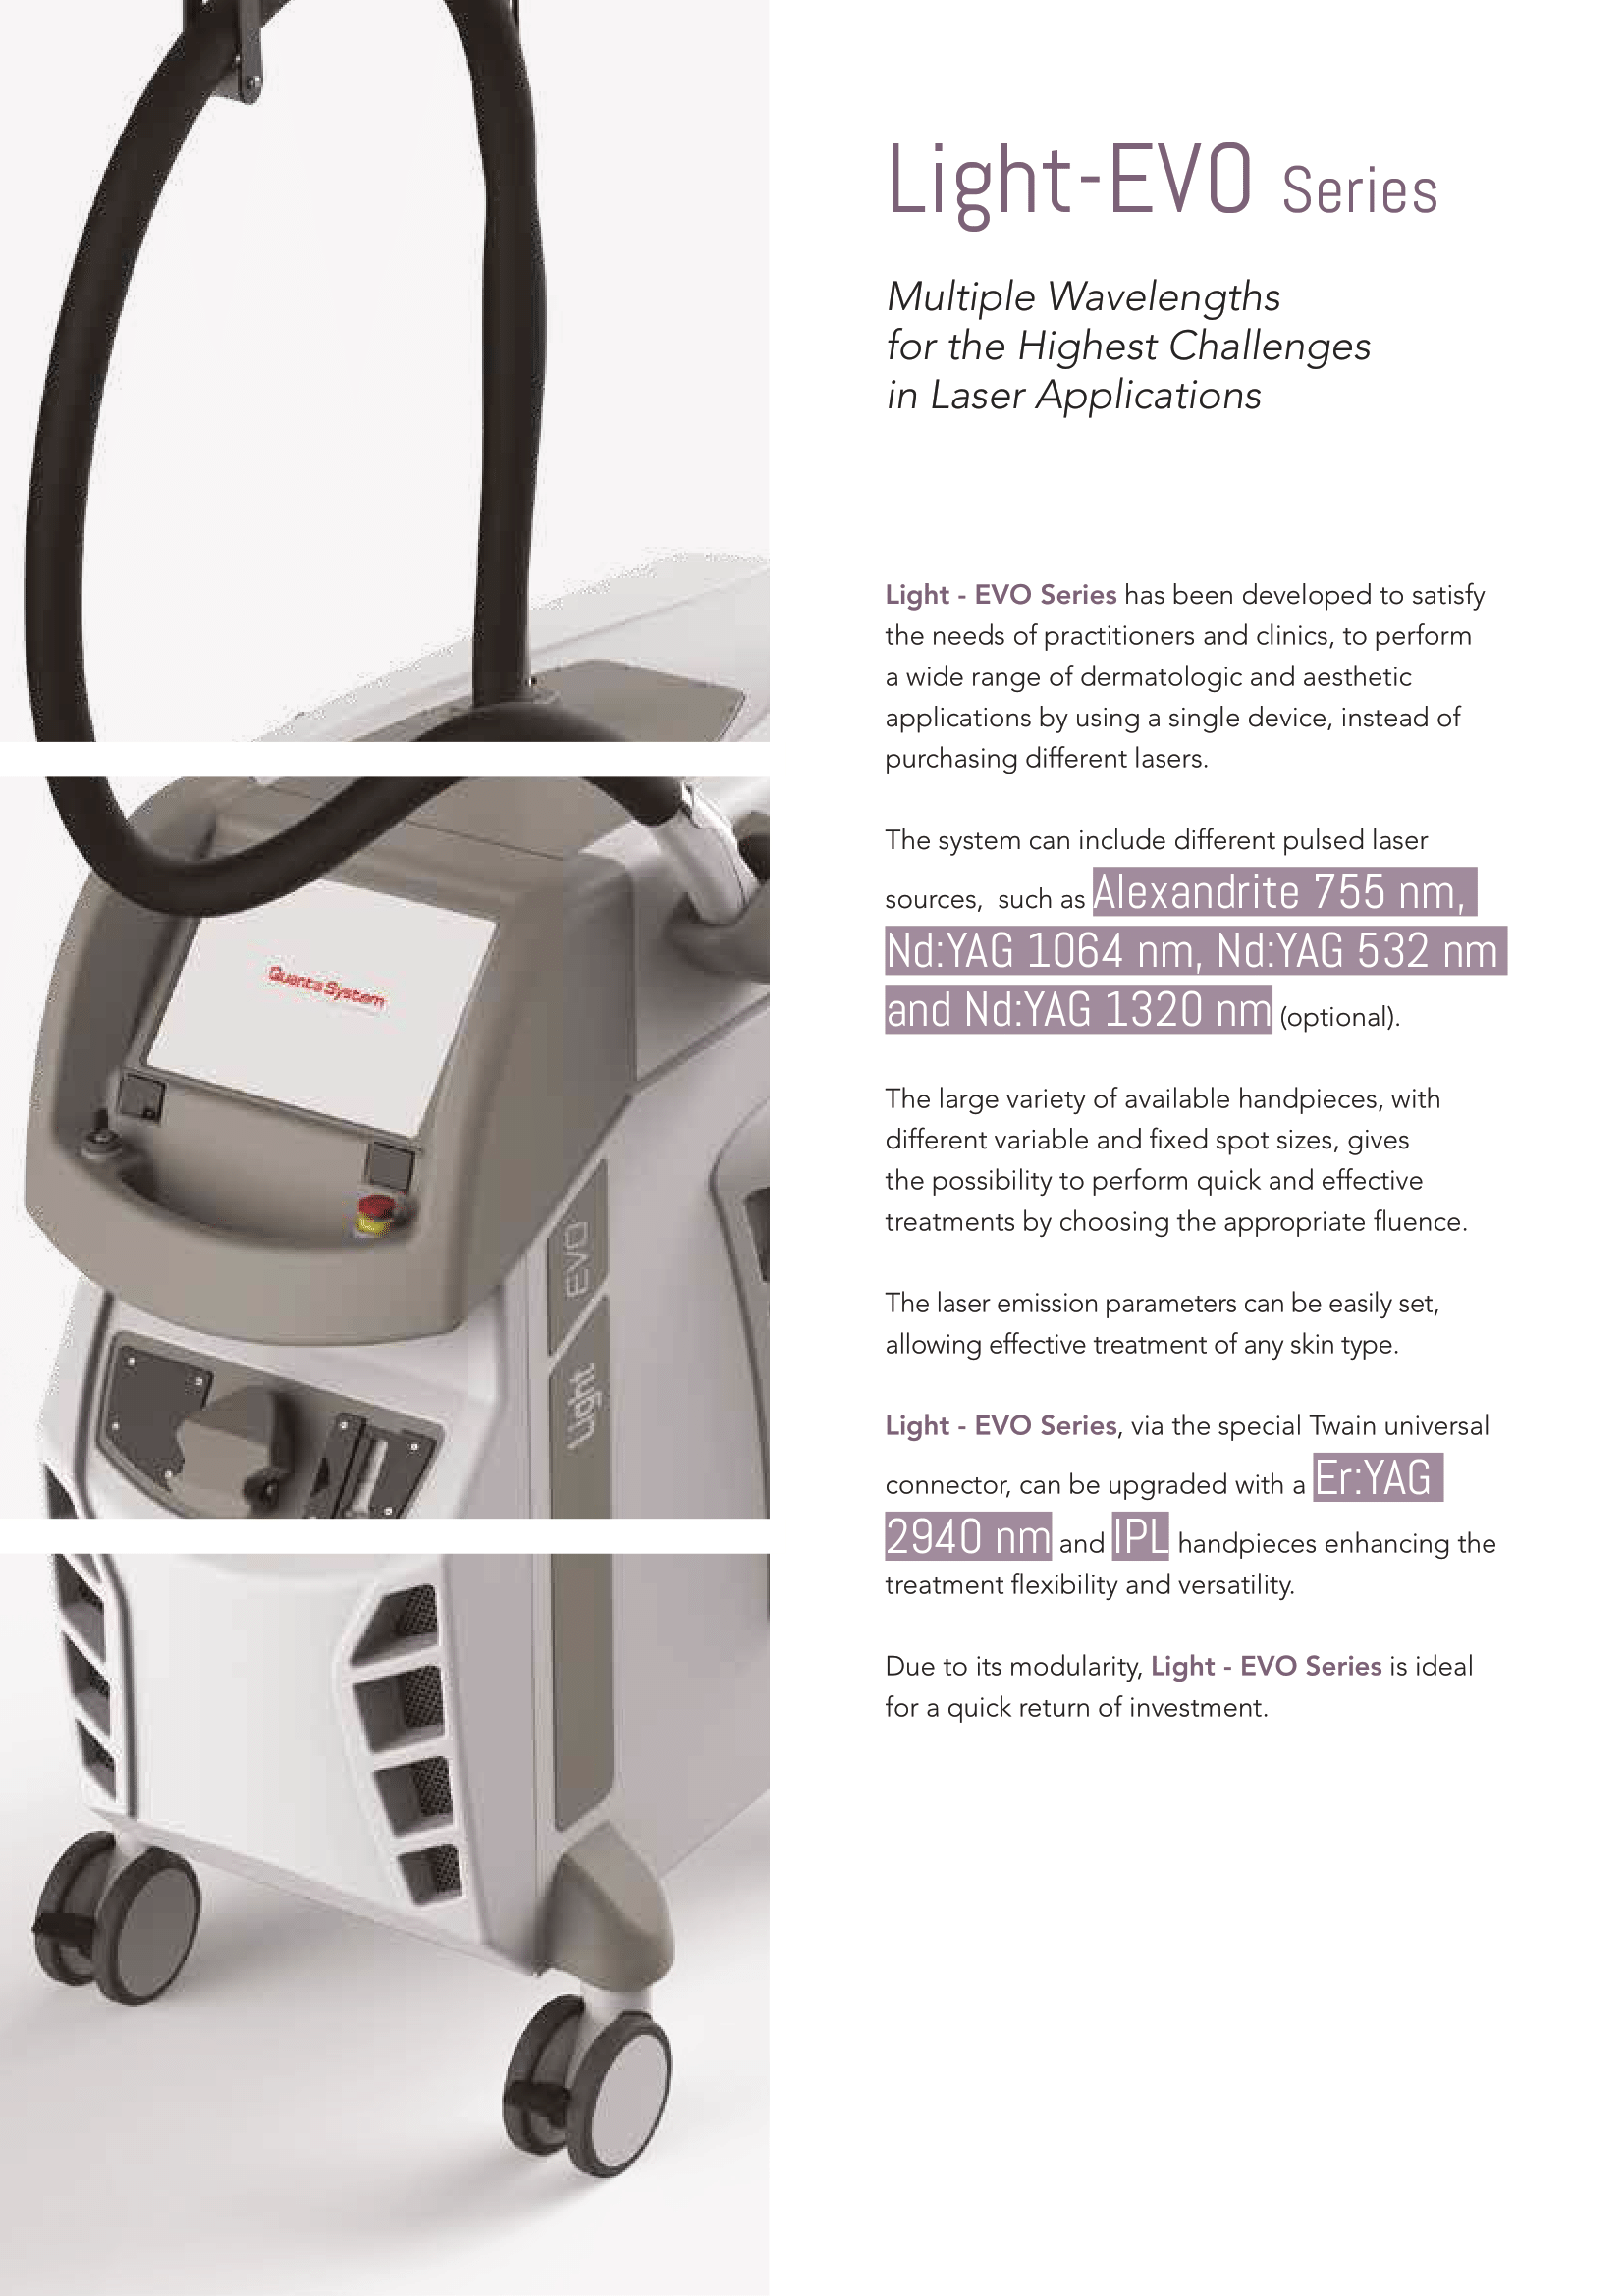 Light-EVO Series
Multiple Wavelengths
for the Highest Challenges
in Laser Applications
Light - EVO Series has been developed to satisfy
the needs of practitioners and clinics, to perform
a wide range of dermatologic and aesthetic
applications by using a single device, instead of
purchasing different lasers.
The system can include different pulsed laser
sources,  such as Alexandrite 755 nm,
Nd:YAG 1064 nm, Nd:YAG 532 nm
and Nd:YAG 1320 nm (optional).
The large variety of available handpieces, with
different variable and fixed spot sizes, gives
the possibility to perform quick and effective
treatments by choosing the appropriate fluence.
The laser emission parameters can be easily set,
allowing effective treatment of any skin type.
Light - EVO Series, via the special Twain universal
connector, can be upgraded with a Er:YAG
2940 nm and IPL handpieces enhancing the
treatment flexibility and versatility.
Due to its modularity, Light - EVO Series is ideal
for a quick return of investment.
Quanta System
Light EVO